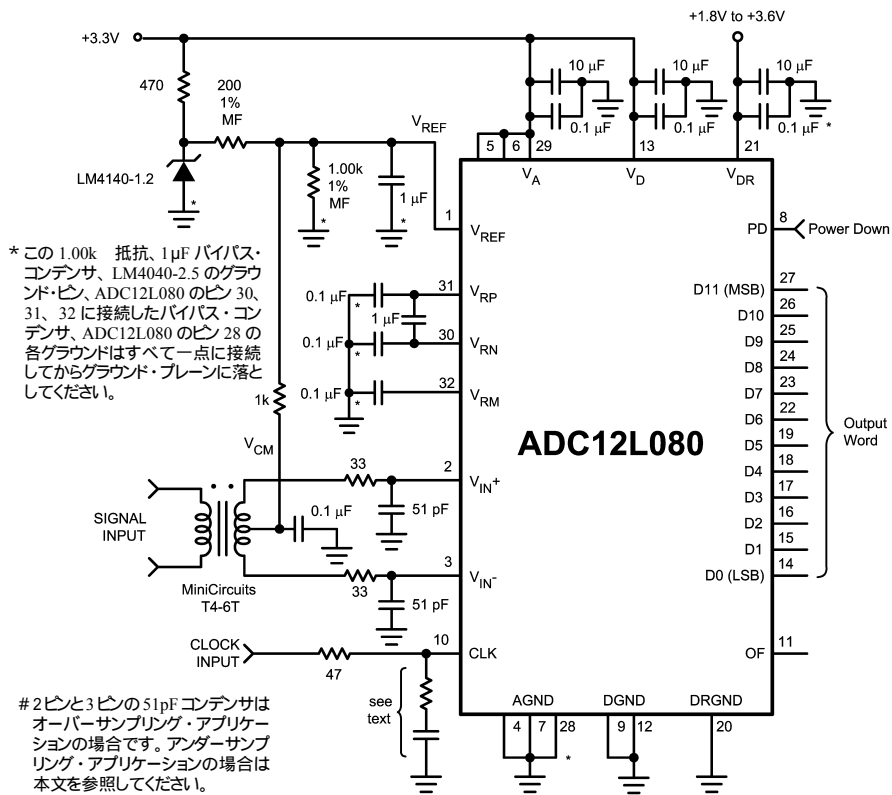 +3.3V
+1.8V to +3.6V
470
200
1%
MF
10 μF
10 μF
10 μF
0.1 μF
0.1 μF
0.1 μF *
VREF
LM4140-1.2
*
1.00k
1%
MF
*
1 μF
*
5
6
29
13
21
VA
VD
VDR
1
VREF
PD
8
Power Down
* この 1.00k 抵抗、1μF バイパス・
コンデンサ、LM4040-2.5 のグラウ
ンド・ピン、ADC12L080 のピン 30、
31、32 に接続したバイパス・コン
デンサ、ADC12L080 のピン 28 の
各グラウンドはすべて一点に接続
してからグラウンド・プレーンに落と
してください。
0.1 μF
*
31
VRP
1 μF
0.1 μF
*
30
VRN
0.1 μF
*
32
VRM
D11 (MSB)
27
D10
26
D9
25
D8
24
D7
23
D6
22
D5
19
D4
18
D3
17
D2
16
D1
15
D0 (LSB)
14
Output
Word
ADC12L080
1k
VCM
33
2
VIN+
51 pF
SIGNAL
INPUT
0.1 μF
MiniCircuits
T4-6T
33
3
VIN-
51 pF
CLOCK
INPUT
47
10
CLK
OF
11
see
text
AGND
DGND
DRGND
4
7
28
9
12
20
*
# 2ピンと3ピンの51pFコンデンサは
オーバーサンプリング・アプリケー
ションの場合です。アンダーサンプ
リング・アプリケーションの場合は
本文を参照してください。